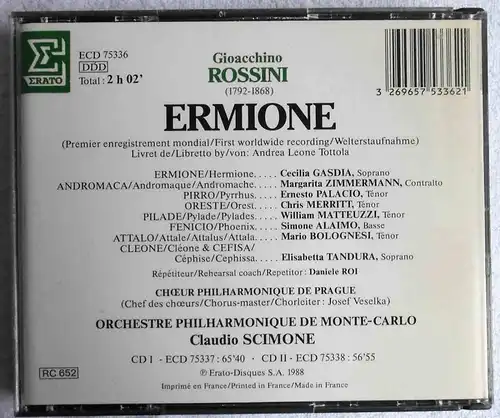 ERATO
ECD 75336
DDD
Total : 2 h 02'
Gioacchino
ROSSINI
(1792-1868)
3 269657 533621
ERMIONE
(Premier enregistrement mondial/First worldwide recording/Welterstaufnahme)
Livret de/Libretto by/von: Andrea Leone Tottola
ERMIONE/Hermione..... Cecilia GASDIA, Soprano
ANDROMACA/Andromaque/Andromache..... Margarita ZIMMERMANN, Contralto
PIRRO/Pyrrhus..... Ernesto PALACIO, Ténor
ORESTE/Orest..... Chris MERRITT, Ténor
PILADE/Pylade/Pylades..... William MATTEUZZI, Ténor
FENICIO/Phoenix..... Simone ALAIMO, Basse
ATTALO/Attale/Attalus/Attala..... Mario BOLOGNESI, Ténor
CLEONE/Cléone & CEFISA/
Céphise/Cephissa..... Elisabetta TANDURA, Soprano
Répétiteur/Rehearsal coach/Repetitor : Daniele ROI
CHŒUR PHILHARMONIQUE DE PRAGUE
(Chef des chœurs/Chorus-master/Chorleiter : Josef Veselka)
ORCHESTRE PHILHARMONIQUE DE MONTE-CARLO
Claudio SCIMONE
CD I - ECD 75337 : 65'40 · CD II - ECD 75338 : 56'55
℗ Erato-Disques S.A. 1988
RC 652
Imprimé en France/Printed in France/Made in France